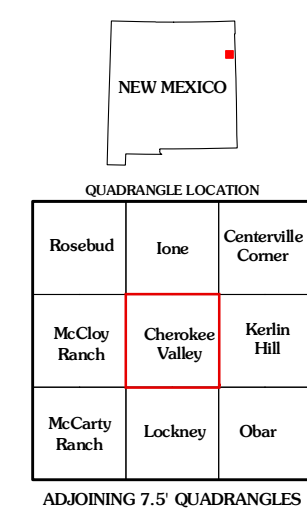 NEW MEXICO
QUADRANGLE LOCATION
Rosebud
Ione
Centerville
Corner
McCloy
Ranch
Cherokee
Valley
Kerlin
Hill
McCarty
Ranch
Lockney
Obar
ADJOINING 7.5' QUADRANGLES